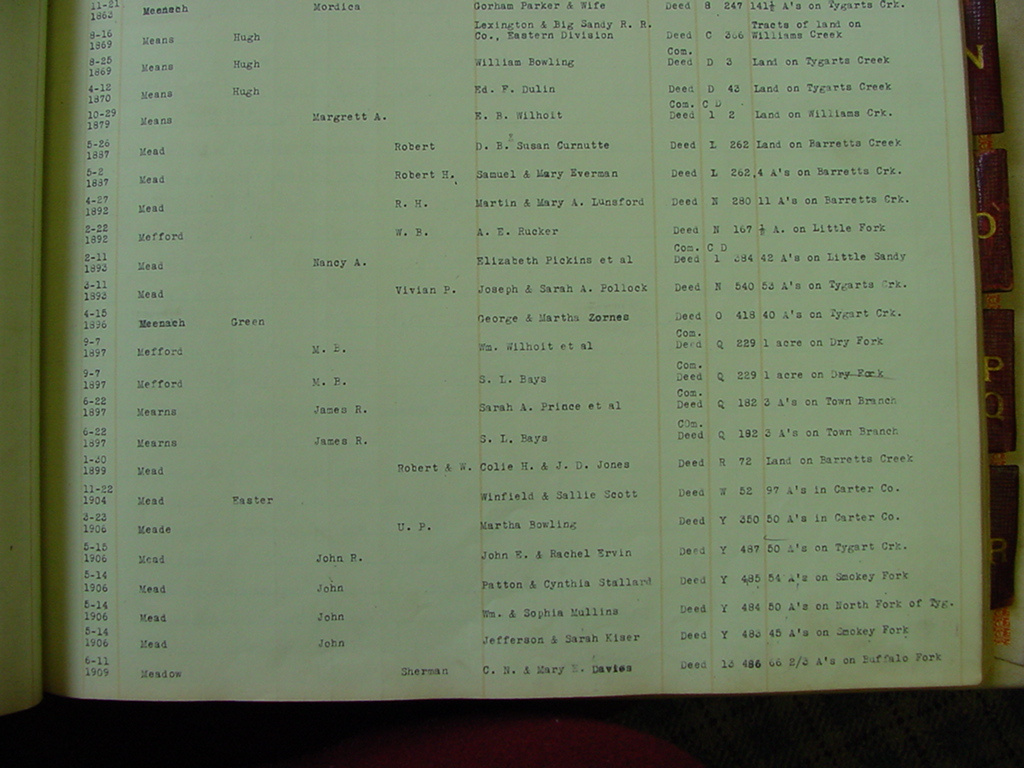 11-21
1863 Meenach Mordica Gorham Parker & Wife Deed B 247 141½ A's on Tygarts Crk.
8-16 Lexington & Big Sandy R. R. Tracts of land on
1869 Means Hugh Co., Eastern Division Deed C 366 Williams Creek
8-25 Com.
1869 Means Hugh William Bowling Deed D 3 Land on Tygarts Creek
4-12
1870 Means Hugh Ed. F. Dulin Deed D 43 Land on Tygarts Creek
10-29 Com. C D
1879 Means Margrett A. E. B. Wilhoit Deed 1 2 Land on Williams Crk.
5-26
1887 Mead Robert D. B. & Susan Curnutte Deed L 262 Land on Barretts Creek
5-2
1887 Mead Robert H. Samuel & Mary Everman Deed L 262 4 A's on Barretts Crk.
4-27
1892 Mead R. H. Martin & Mary A. Lunsford Deed N 280 11 A's on Barretts Crk.
2-22
1892 Mefford W. B. A. E. Rucker Deed N 167 A. on Little Fork
2-11 Com. C D
1893 Mead Nancy A. Elizabeth Pickins et al Deed 1 384 42 A's on Little Sandy
3-11
1893 Mead Vivian P. Joseph & Sarah A. Pollock Deed N 540 53 A's on Tygarts Crk.
4-15
1896 Meenach Green George & Martha Zornes Deed O 418 40 A's on Tygart Crk.
9-7 Com.
1897 Mefford M. B. Wm. Wilhoit et al Deed Q 229 1 acre on Dry Fork
9-7 Com.
1897 Mefford M. B. S. L. Bays Deed Q 229 1 acre on Dry Fork
6-22 Com.
1897 Mearns James R. Sarah A. Prince et al Deed Q 182 3 A's on Town Branch
6-22 Com.
1897 Mearns James R. S. L. Bays Deed Q 182 3 A's on Town Branch
1-30
1899 Mead Robert & W. Colie H. & J. D. Jones Deed R 72 Land on Barretts Creek
11-22
1904 Mead Easter Winfield & Sallie Scott Deed W 52 97 A's in Carter Co.
3-23
1906 Meade U. P. Martha Bowling Deed Y 350 50 A's in Carter Co.
5-15
1906 Mead John R. John E. & Rachel Ervin Deed Y 487 50 A's on Tygart Crk.
5-14
1906 Mead John Patton & Cynthia Stallard Deed Y 485 54 A's on Smokey Fork
5-14
1906 Mead John Wm. & Sophia Mullins Deed Y 484 50 A's on North Fork of Tyg.
5-14
1906 Mead John Jefferson & Sarah Kiser Deed Y 483 45 A's on Smokey Fork
6-11
1909 Meadow Sherman C. N. & Mary E. Davies Deed 13 486 66 2/3 A's on Buffalo Fork
N
O
P
Q
R